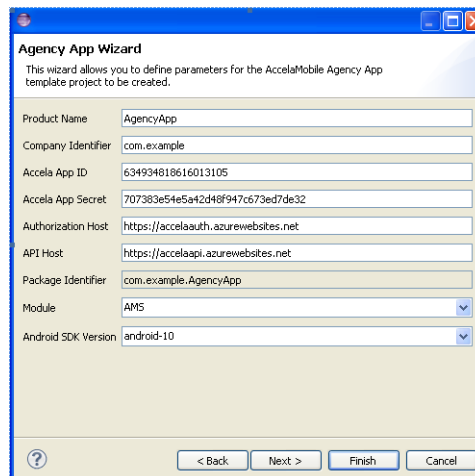 Agency App Wizard
This wizard allows you to define parameters for the AccelaMobile Agency App
template project to be created.
Product Name AgencyApp
Company Identifier com.example
Accela App ID 634934818616013105
Accela App Secret 707383e54e5a42d48f947c673ed7de32
Authorization Host https://accelaauth.azurewebsites.net
API Host https://accelaapi.azurewebsites.net
Package Identifier com.example.AgencyApp
Module AMS
Android SDK Version android-10
? < Back Next > Finish Cancel